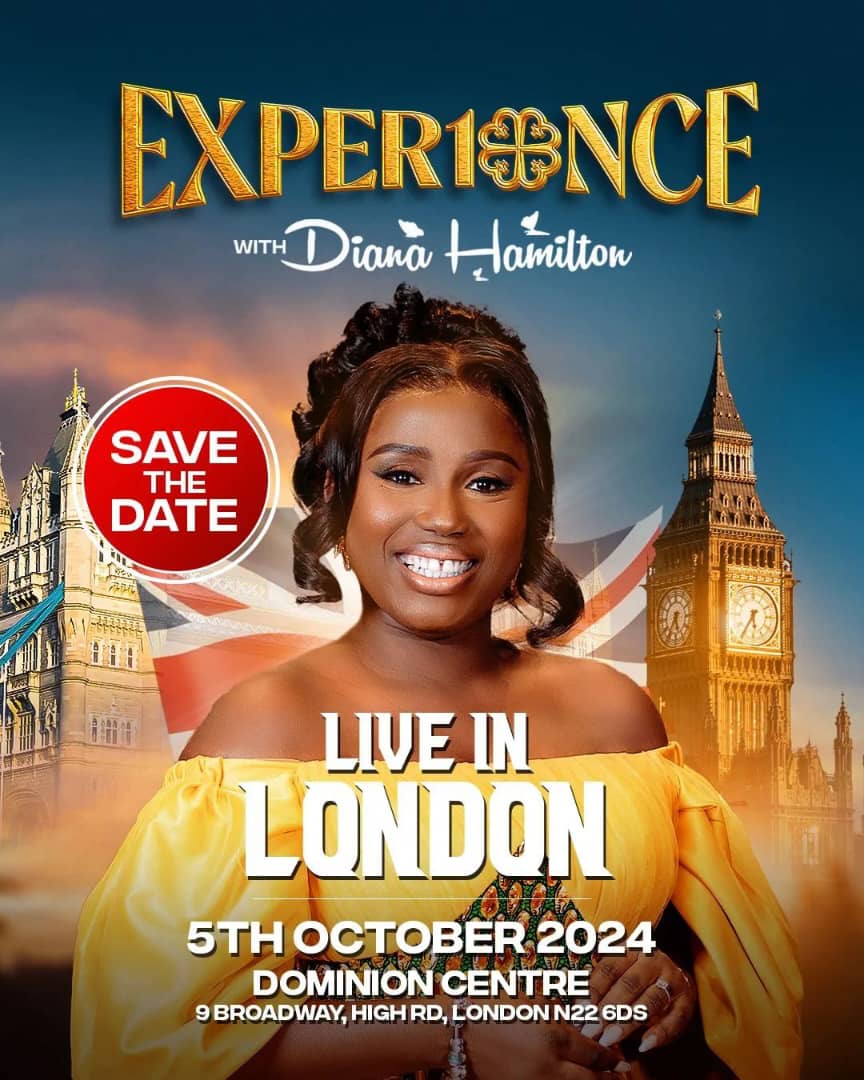 EXPER1ENCE
WITH Diana Hamilton
SAVE
THE
DATE
LIVE IN
LONDON
5TH OCTOBER 2024
DOMINION CENTRE
9 BROADWAY, HIGH RD, LONDON N22 6DS